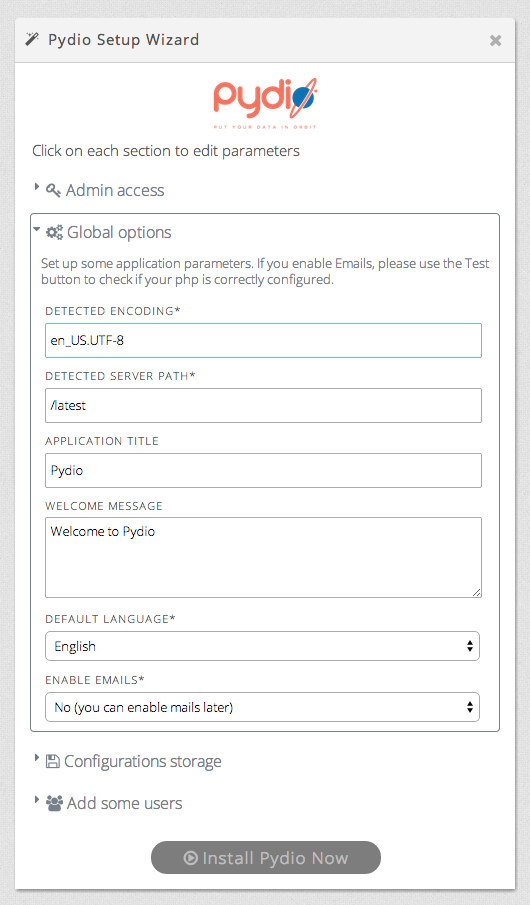 Pydio Setup Wizard
pydio
PUT YOUR DATA IN ORBIT
Click on each section to edit parameters
Admin access
Global options
Set up some application parameters. If you enable Emails, please use the Test
button to check if your php is correctly configured.
DETECTED ENCODING*
en_US.UTF-8
DETECTED SERVER PATH*
/latest
APPLICATION TITLE
Pydio
WELCOME MESSAGE
Welcome to Pydio
DEFAULT LANGUAGE*
English
ENABLE EMAILS*
No (you can enable mails later)
Configurations storage
Add some users
Install Pydio Now